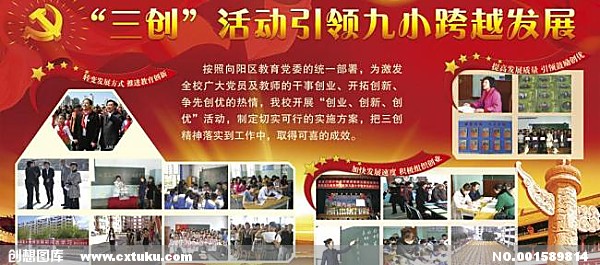 “三创”活动引领九小跨越发展
转变发展方式 推进教育创新
按照向阳区教育党委的统一部署，为激发
全校广大党员及教师的干事创业、开拓创新、
争先创优的热情，我校开展“创业、创新、创
优”活动，制定切实可行的实施方案，把三创
精神落实到工作中，取得可喜的成效。
提高发展质量 引领鼓励创优
加快发展速度 积极组织创业
创想图库
www.cxtuku.com
NO.001589814